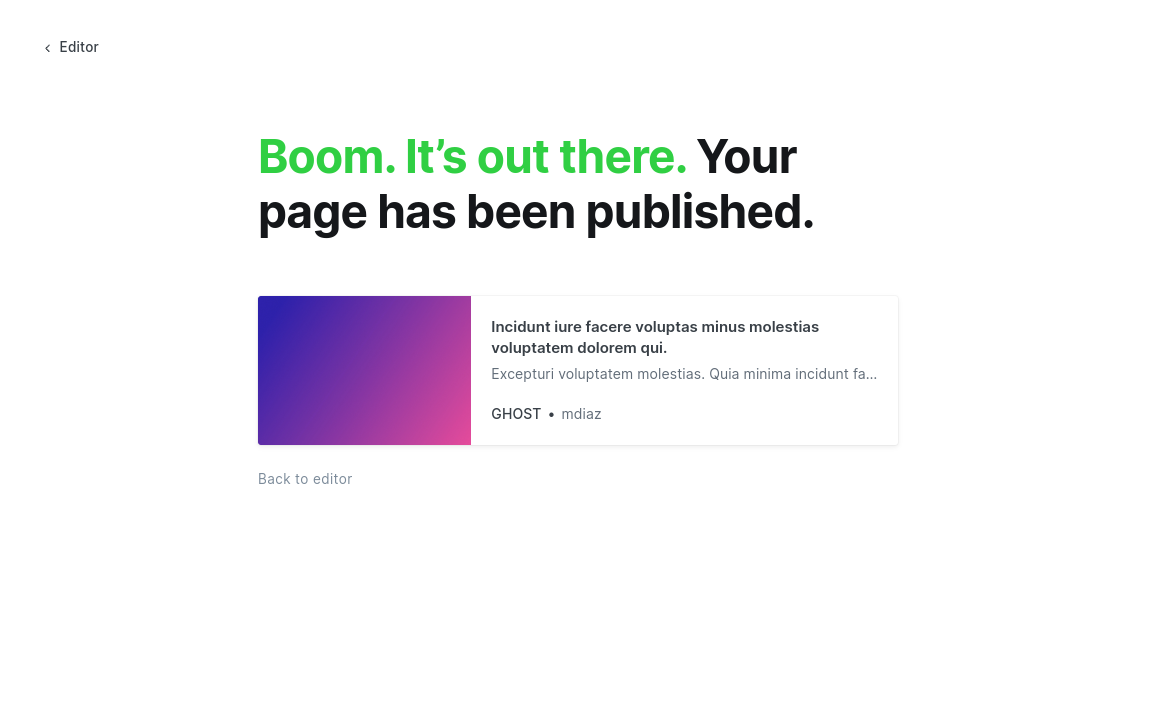 Editor
Boom. It’s out there. Your
page has been published.
Incidunt iure facere voluptas minus molestias
voluptatem dolorem qui.
Excepturi voluptatem molestias. Quia minima incidunt fa...
GHOST • mdiaz
Back to editor